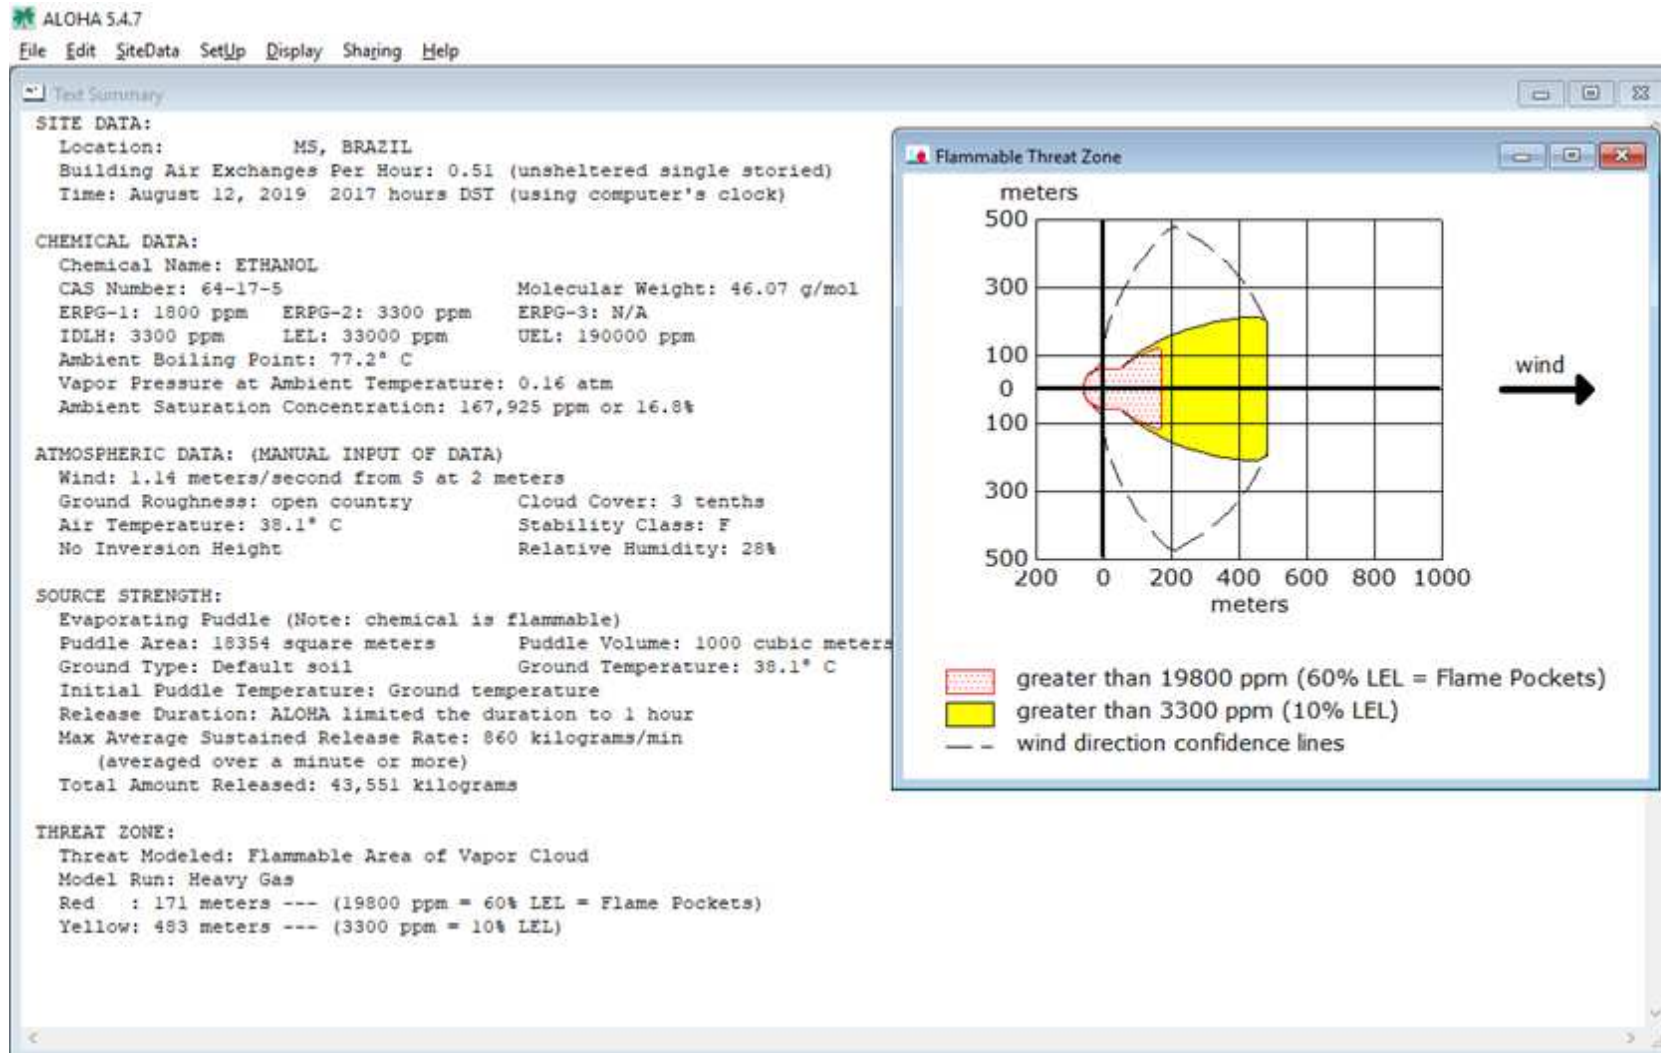 ALOHA 5.4.7
File Edit SiteData SetUp Display Sharing Help
Text Summary
SITE DATA:
Location: MS, BRAZIL
Building Air Exchanges Per Hour: 0.51 (unsheltered single storied)
Time: August 12, 2019 2017 hours DST (using computer's clock)
CHEMICAL DATA:
Chemical Name: ETHANOL
CAS Number: 64-17-5 Molecular Weight: 46.07 g/mol
ERPG-1: 1800 ppm ERPG-2: 3300 ppm ERPG-3: N/A
IDLH: 3300 ppm LEL: 33000 ppm UEL: 190000 ppm
Ambient Boiling Point: 77.2° C
Vapor Pressure at Ambient Temperature: 0.16 atm
Ambient Saturation Concentration: 167,925 ppm or 16.8%
ATMOSPHERIC DATA: (MANUAL INPUT OF DATA)
Wind: 1.14 meters/second from S at 2 meters
Ground Roughness: open country Cloud Cover: 3 tenths
Air Temperature: 38.1° C Stability Class: F
No Inversion Height Relative Humidity: 28%
SOURCE STRENGTH:
Evaporating Puddle (Note: chemical is flammable)
Puddle Area: 18354 square meters Puddle Volume: 1000 cubic meters
Ground Type: Default soil Ground Temperature: 38.1° C
Initial Puddle Temperature: Ground temperature
Release Duration: ALOHA limited the duration to 1 hour
Max Average Sustained Release Rate: 860 kilograms/min
(averaged over a minute or more)
Total Amount Released: 43,551 kilograms
THREAT ZONE:
Threat Modeled: Flammable Area of Vapor Cloud
Model Run: Heavy Gas
Red : 171 meters --- (19800 ppm = 60% LEL = Flame Pockets)
Yellow: 483 meters --- (3300 ppm = 10% LEL)
Flammable Threat Zone
meters
500
300
100
0
100
300
500
200 0 200 400 600 800 1000
meters
wind
greater than 19800 ppm (60% LEL = Flame Pockets)
greater than 3300 ppm (10% LEL)
wind direction confidence lines